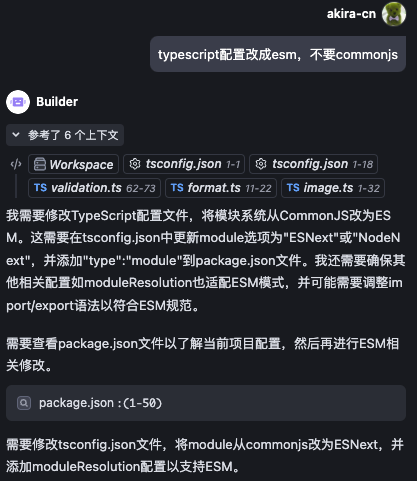 akira-cn
typescript配置改成esm，不要commonjs
Builder
参考了 6 个上下文
Workspace tsconfig.json 1-1 tsconfig.json 1-18
TS validation.ts 62-73 TS format.ts 11-22 TS image.ts 1-32
我需要修改TypeScript配置文件，将模块系统从CommonJS改为ES
M。这需要在tsconfig.json中更新module选项为"ESNext"或"NodeN
ext"，并添加"type":"module"到package.json文件。我还需要确保其
他相关配置如moduleResolution也适配ESM模式，并可能需要调整im
port/export语法以符合ESM规范。
需要查看package.json文件以了解当前项目配置，然后再进行ESM相
关修改。
package.json :(1-50)
需要修改tsconfig.json文件，将module从commonjs改为ESNext，并
添加moduleResolution配置以支持ESM。